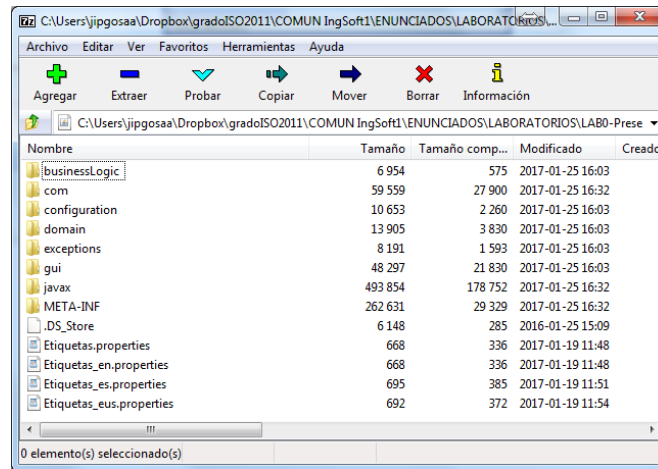 C:\Users\jipgosaa\Dropbox\gradoISO2011\COMUN IngSoft1\ENUNCIADOS\LABORATORIOS\...
Archivo Editar Ver Favoritos Herramientas Ayuda
Agregar Extraer Probar Copiar Mover Borrar Información
C:\Users\jipgosaa\Dropbox\gradoISO2011\COMUN IngSoft1\ENUNCIADOS\LABORATORIOS\LAB0-Prese
Nombre Tamaño Tamaño comp... Modificado Creado
businessLogic 6 954 575 2017-01-25 16:03
com 59 559 27 900 2017-01-25 16:32
configuration 10 653 2 260 2017-01-25 16:03
domain 13 905 3 830 2017-01-25 16:03
exceptions 8 191 1 593 2017-01-25 16:03
gui 48 297 21 830 2017-01-25 16:03
javax 493 854 178 752 2017-01-25 16:32
META-INF 262 631 29 329 2017-01-25 16:32
.DS_Store 6 148 285 2016-01-25 15:09
Etiquetas.properties 668 336 2017-01-19 11:48
Etiquetas_en.properties 668 336 2017-01-19 11:48
Etiquetas_es.properties 695 385 2017-01-19 11:51
Etiquetas_eus.properties 692 372 2017-01-19 11:54
0 elemento(s) seleccionado(s)